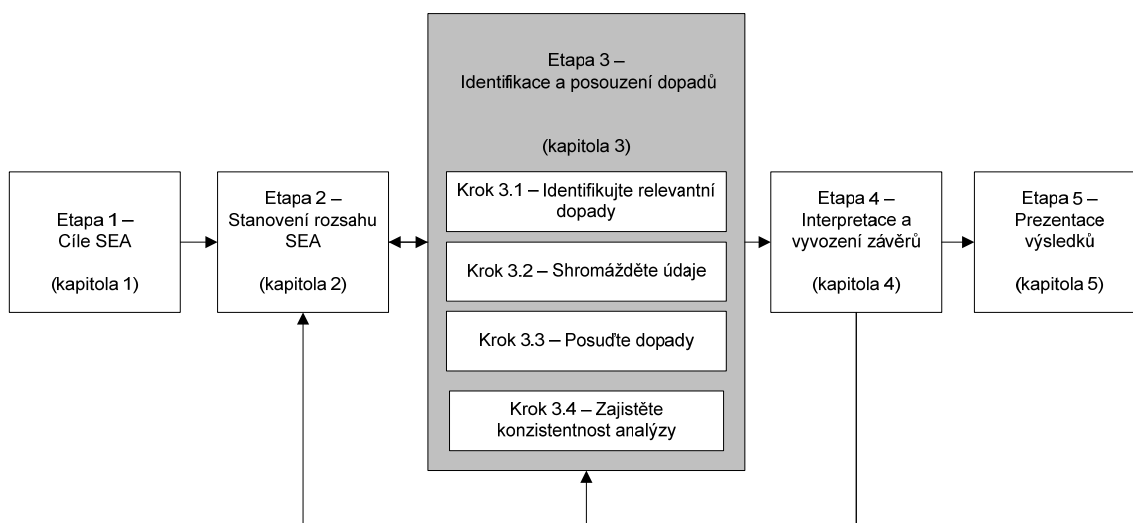 Etapa 1 –
Cíle SEA
(kapitola 1)
Etapa 2 –
Stanovení rozsahu
SEA
(kapitola 2)
Etapa 3 –
Identifikace a posouzení dopadů
(kapitola 3)
Krok 3.1 – Identifikujte relevantní
dopady
Krok 3.2 – Shromážděte údaje
Krok 3.3 – Posuďte dopady
Krok 3.4 – Zajistěte
konzistentnost analýzy
Etapa 4 –
Interpretace a
vyvození závěrů
(kapitola 4)
Etapa 5 –
Prezentace
výsledků
(kapitola 5)